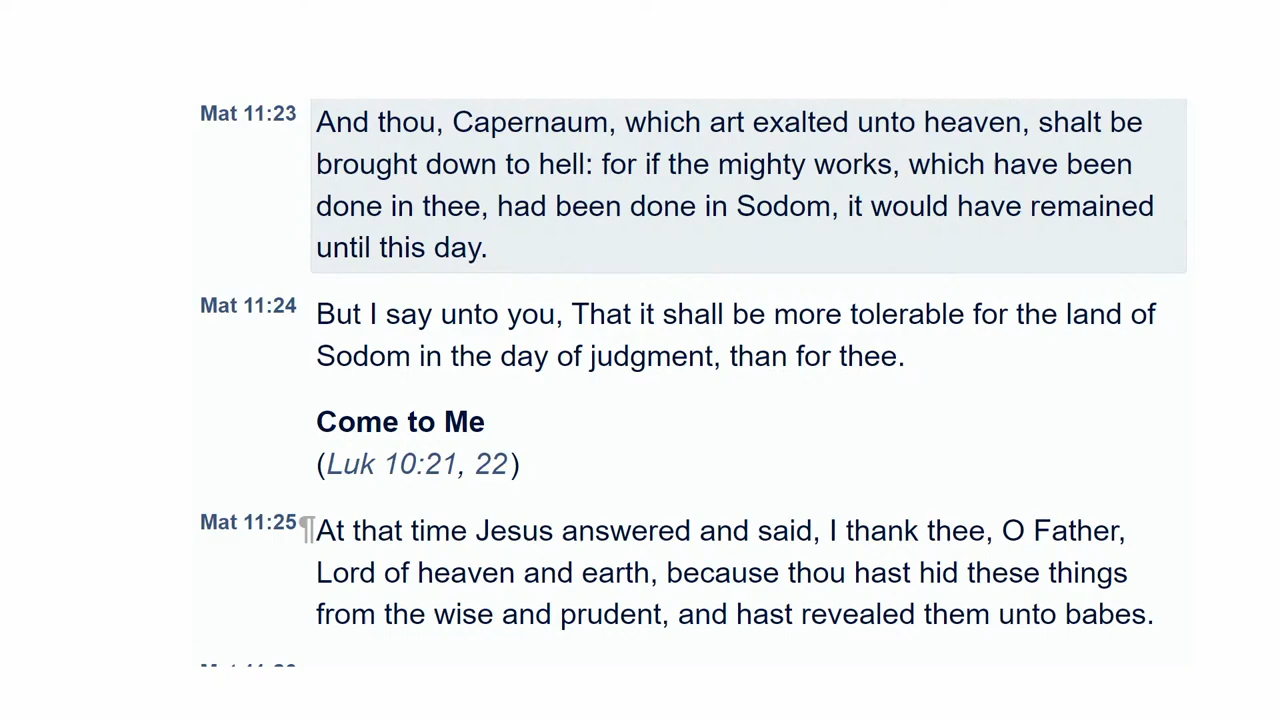 Mat 11:23 And thou, Capernaum, which art exalted unto heaven, shalt be
brought down to hell: for if the mighty works, which have been
done in thee, had been done in Sodom, it would have remained
until this day.
Mat 11:24 But I say unto you, That it shall be more tolerable for the land of
Sodom in the day of judgment, than for thee.
Come to Me
(Luk 10:21, 22)
Mat 11:25 ¶At that time Jesus answered and said, I thank thee, O Father,
Lord of heaven and earth, because thou hast hid these things
from the wise and prudent, and hast revealed them unto babes.